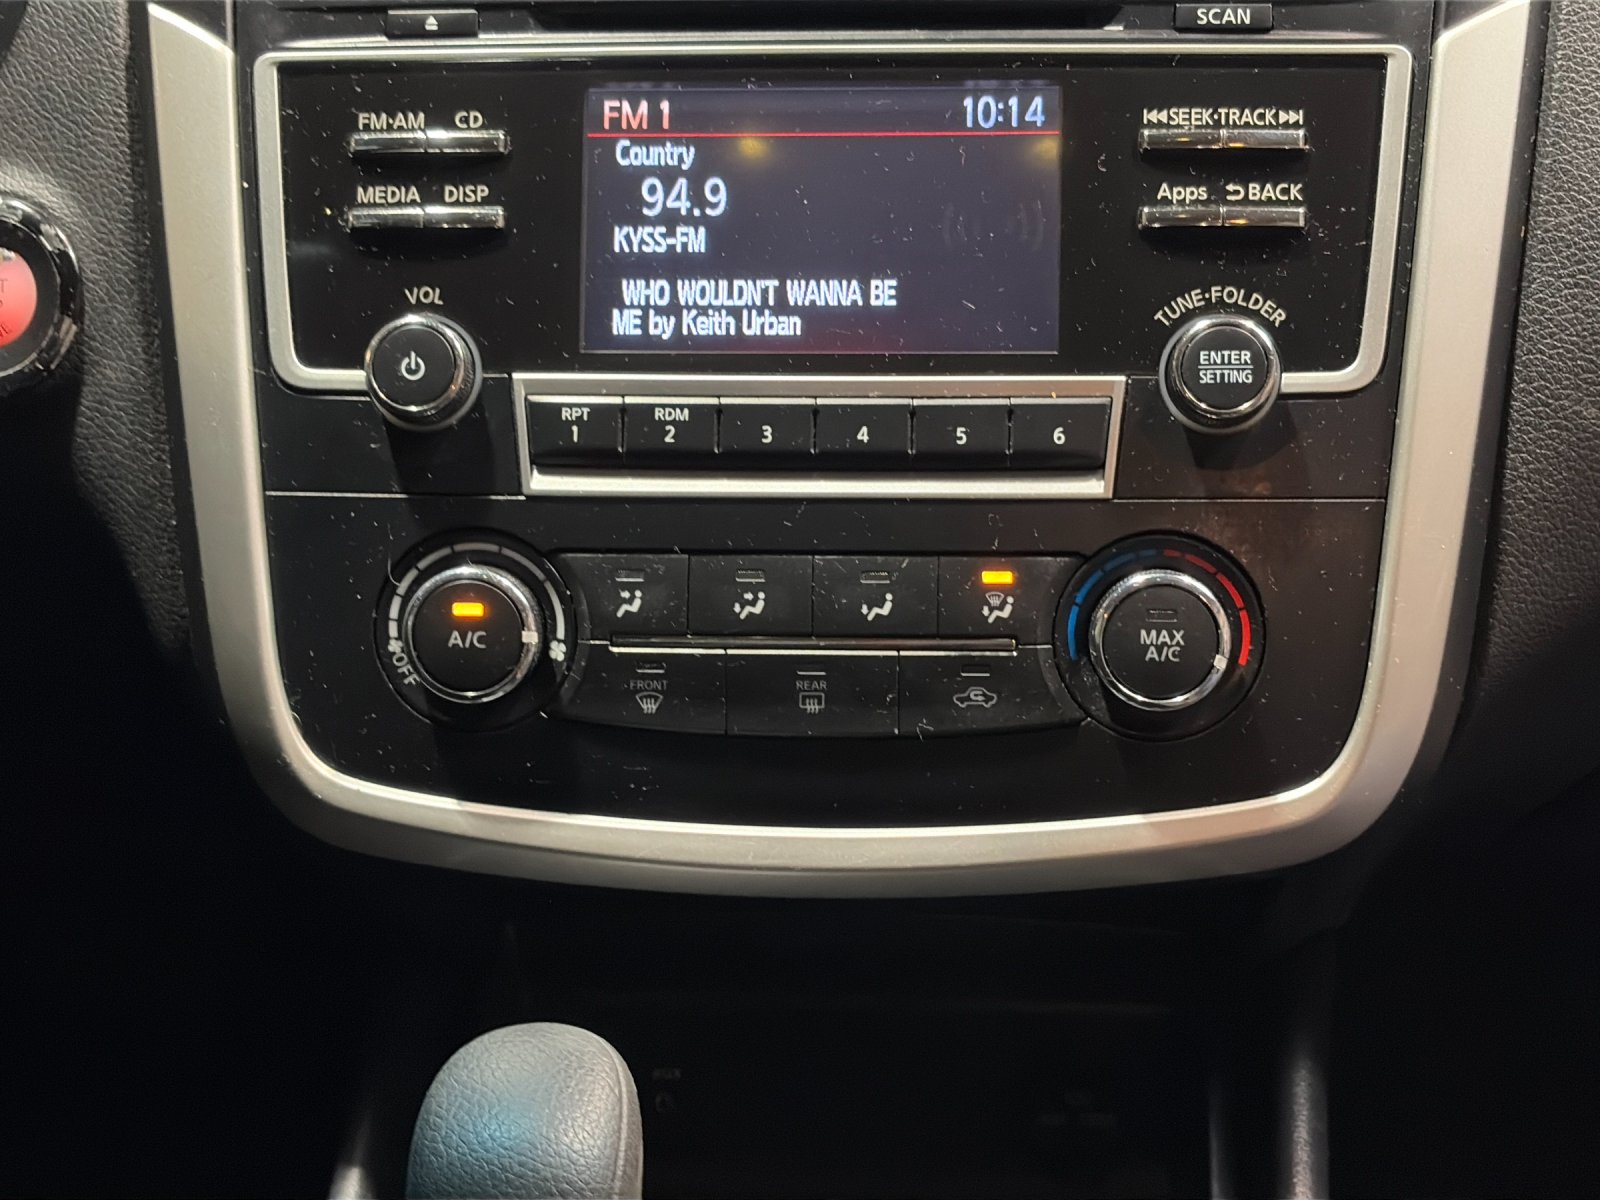 SCAN
FM·AM CD
FM 1 10:14
SEEK·TRACK
Country
MEDIA DISP
94.9
Apps BACK
KYSS-FM
VOL
WHO WOULDN'T WANNA BE
ME by Keith Urban
TUNE·FOLDER
ENTER
SETTING
RPT
1
RDM
2
3
4
5
6
A/C
OFF
MAX
A/C
FRONT
REAR